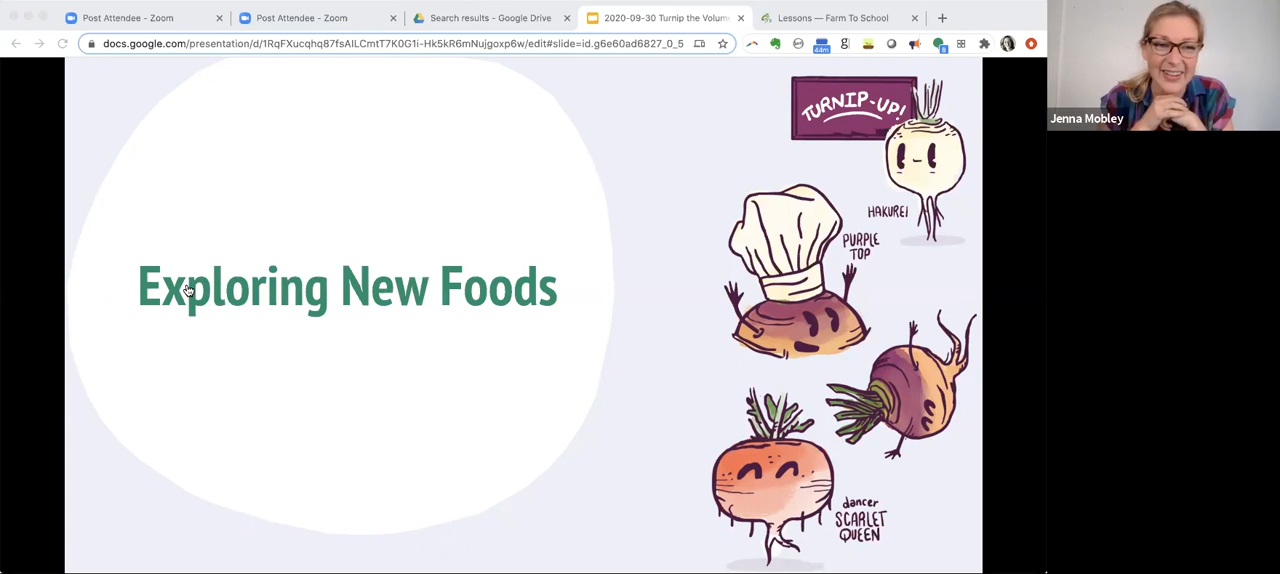 Post Attendee - Zoom
Post Attendee - Zoom
Search results - Google Drive
2020-09-30 Turnip the Volum
Lessons — Farm To School
docs.google.com/presentation/d/1RqFXucqhq87fsAILCmtT7K0G1i-Hk5kR6mNujgoxp6w/edit#slide=id.g6e60ad6827_0_5
44m
g
8
Jenna Mobley
TURNIP-UP!
HAKUREI
PURPLE
TOP
Exploring New Foods
dancer
SCARLET
QUEEN